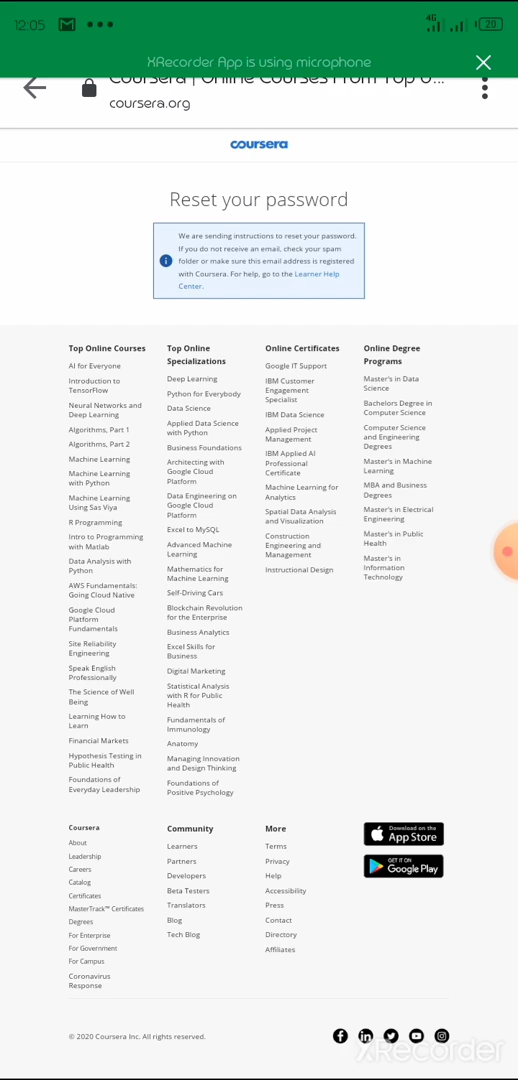 12:05
4G
20
XRecorder App is using microphone
Coursera | Online Courses From Top U...
coursera.org
coursera
Reset your password
We are sending instructions to reset your password.
If you do not receive an email, check your spam
folder or make sure this email address is registered
with Coursera. For help, go to the Learner Help
Center.
Top Online Courses
AI for Everyone
Introduction to
TensorFlow
Neural Networks and
Deep Learning
Algorithms, Part 1
Algorithms, Part 2
Machine Learning
Machine Learning
with Python
Machine Learning
Using Sas Viya
R Programming
Intro to Programming
with Matlab
Data Analysis with
Python
AWS Fundamentals:
Going Cloud Native
Google Cloud
Platform
Fundamentals
Site Reliability
Engineering
Speak English
Professionally
The Science of Well
Being
Learning How to
Learn
Financial Markets
Hypothesis Testing in
Public Health
Foundations of
Everyday Leadership
Top Online
Specializations
Deep Learning
Python for Everybody
Data Science
Applied Data Science
with Python
Business Foundations
Architecting with
Google Cloud
Platform
Data Engineering on
Google Cloud
Platform
Excel to MySQL
Advanced Machine
Learning
Mathematics for
Machine Learning
Self-Driving Cars
Blockchain Revolution
for the Enterprise
Business Analytics
Excel Skills for
Business
Digital Marketing
Statistical Analysis
with R for Public
Health
Fundamentals of
Immunology
Anatomy
Managing Innovation
and Design Thinking
Foundations of
Positive Psychology
Online Certificates
Google IT Support
IBM Customer
Engagement
Specialist
IBM Data Science
Applied Project
Management
IBM Applied AI
Professional
Certificate
Machine Learning for
Analytics
Spatial Data Analysis
and Visualization
Construction
Engineering and
Management
Instructional Design
Online Degree
Programs
Master's in Data
Science
Bachelors Degree in
Computer Science
Computer Science
and Engineering
Degrees
Master's in Machine
Learning
MBA and Business
Degrees
Master's in Electrical
Engineering
Master's in Public
Health
Master's in
Information
Technology
Coursera
About
Leadership
Careers
Catalog
Certificates
MasterTrack™ Certificates
Degrees
For Enterprise
For Government
For Campus
Coronavirus
Response
Community
Learners
Partners
Developers
Beta Testers
Translators
Blog
Tech Blog
More
Terms
Privacy
Help
Accessibility
Press
Contact
Directory
Affiliates
Download on the
App Store
GET IT ON
Google Play
© 2020 Coursera Inc. All rights reserved.
XRecorder